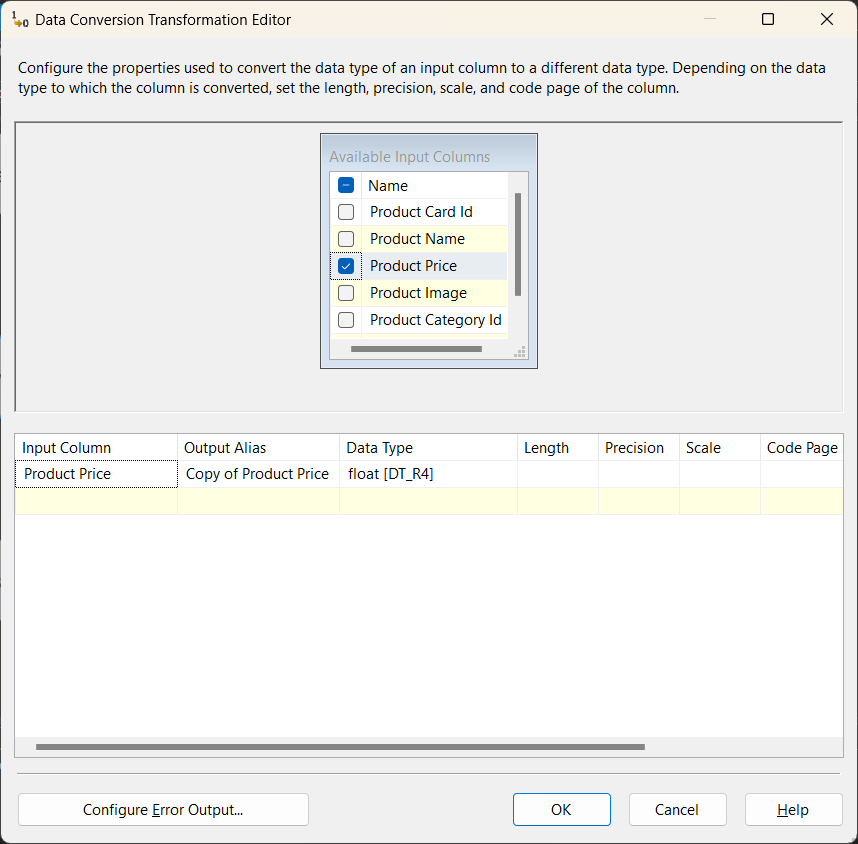 Data Conversion Transformation Editor
Configure the properties used to convert the data type of an input column to a different data type. Depending on the data
type to which the column is converted, set the length, precision, scale, and code page of the column.
Available Input Columns
Name
Product Card Id
Product Name
Product Price
Product Image
Product Category Id
Input Column Output Alias Data Type Length Precision Scale Code Page
Product Price Copy of Product Price float [DT_R4]
Configure Error Output... OK Cancel Help